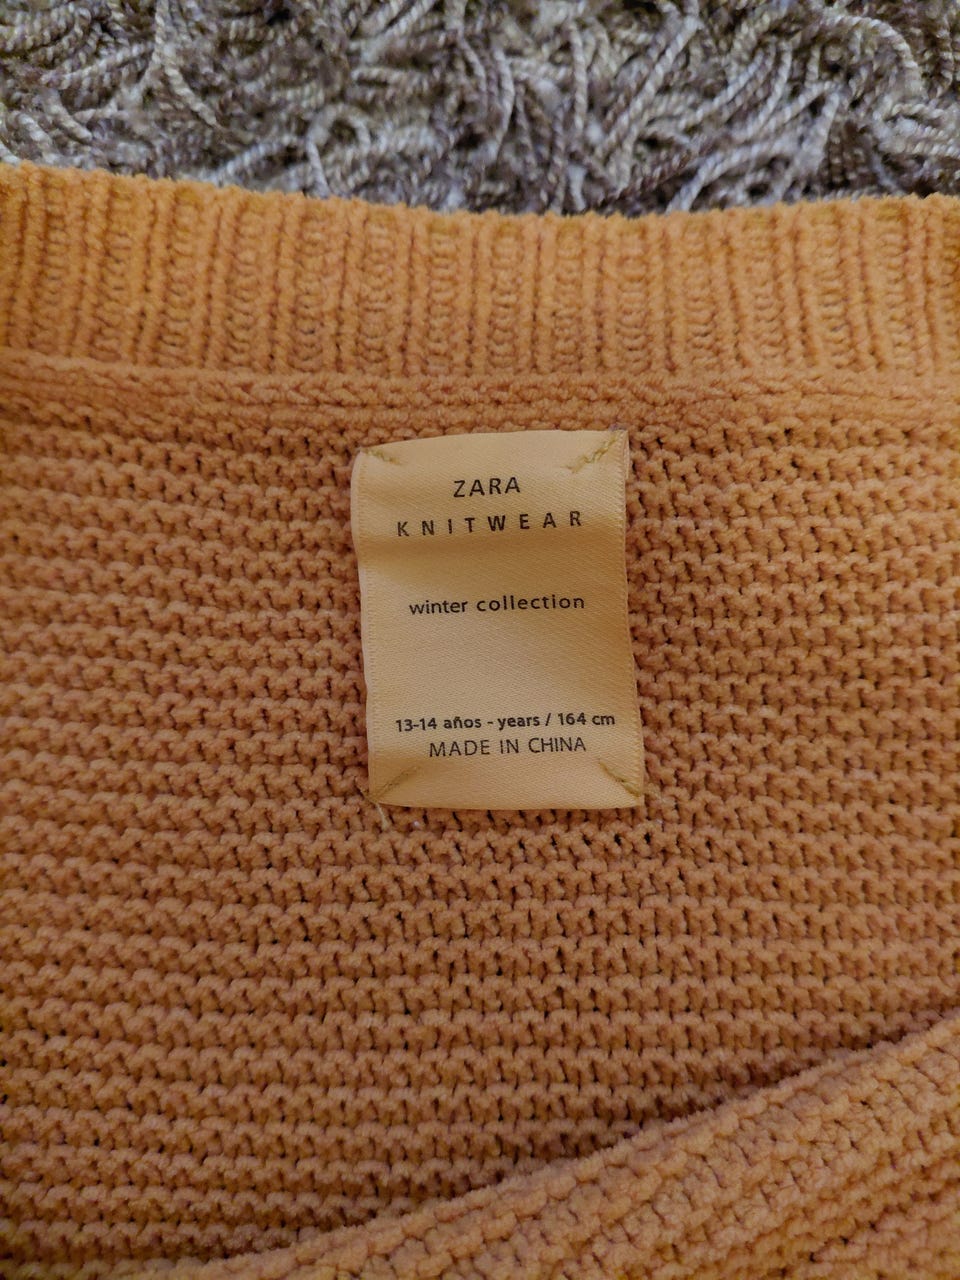 ZARA
KNITWEAR
winter collection
13-14 años - years / 164 cm
MADE IN CHINA